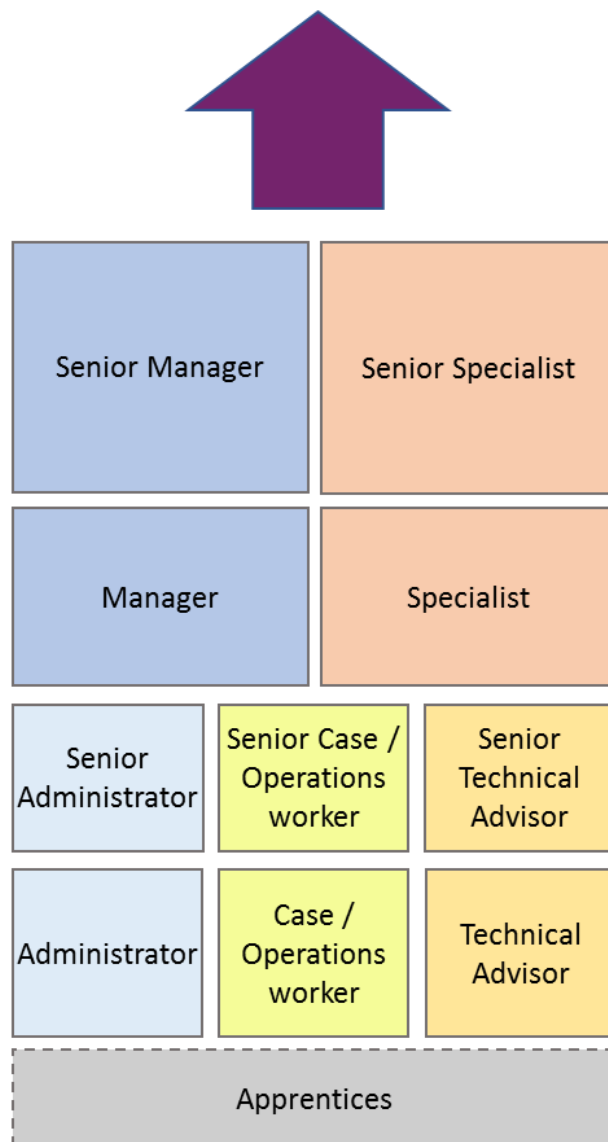 Senior Manager
Senior Specialist
Manager
Specialist
Senior
Administrator
Senior Case /
Operations
worker
Senior
Technical
Advisor
Administrator
Case /
Operations
worker
Technical
Advisor
Apprentices